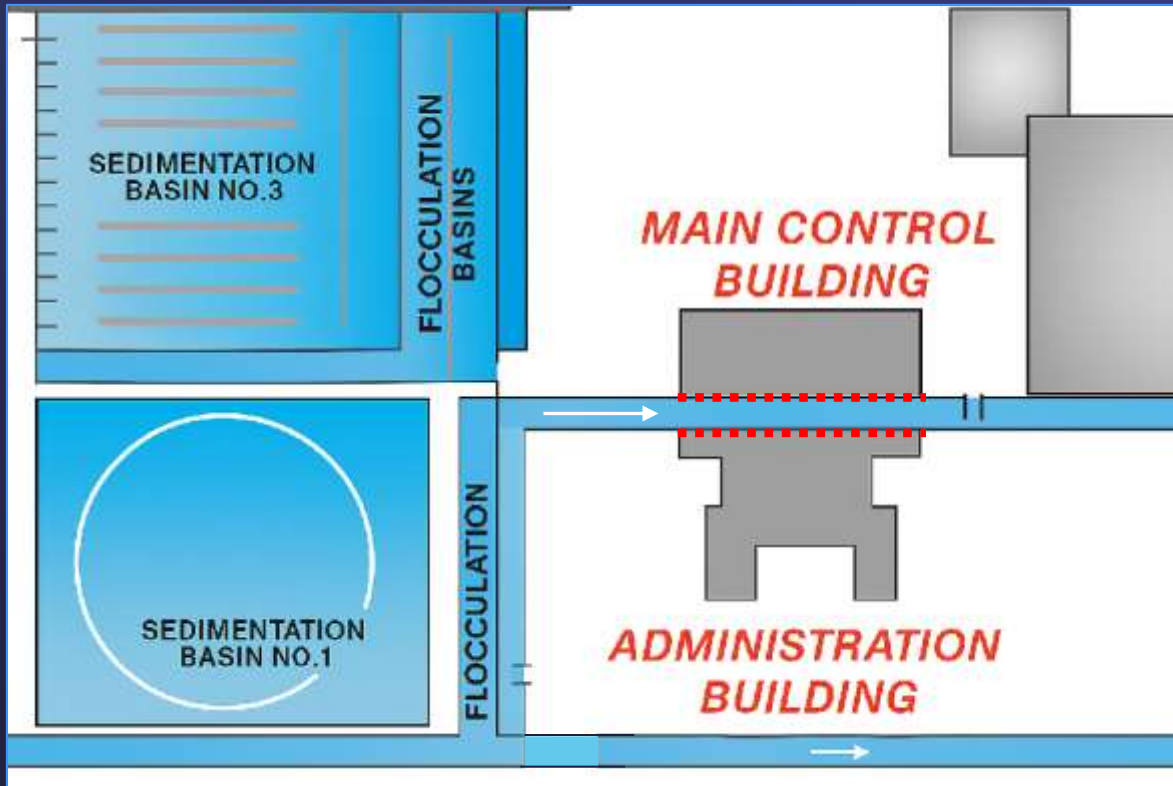 SEDIMENTATION
BASIN NO.3
FLOCCULATION
BASINS
MAIN CONTROL
BUILDING
SEDIMENTATION
BASIN NO.1
FLOCCULATION
ADMINISTRATION
BUILDING